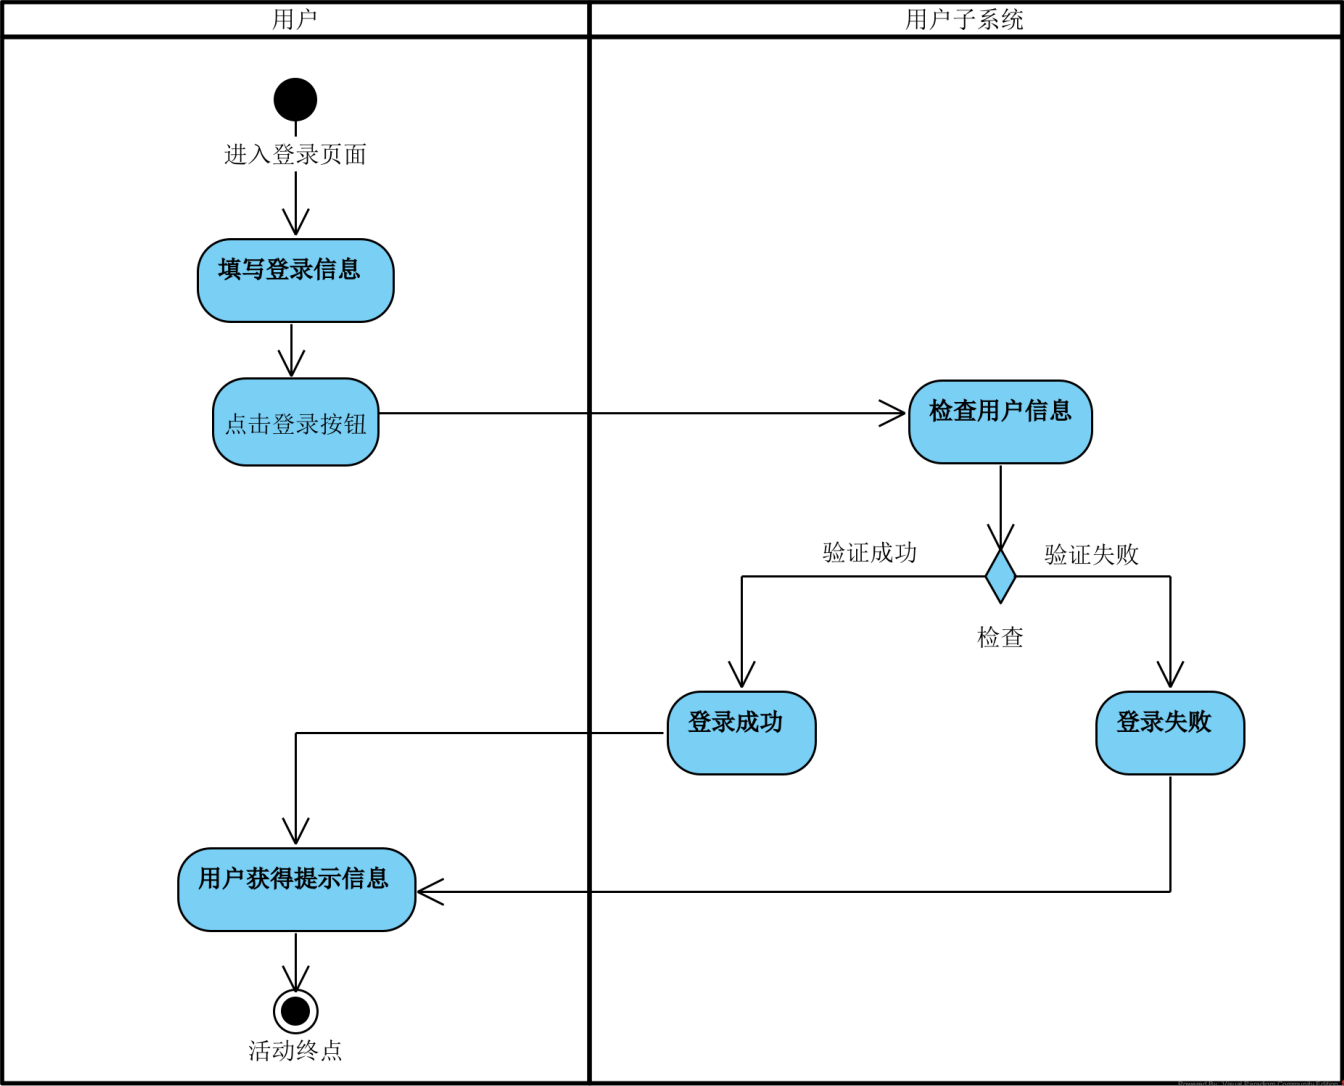 用户
用户子系统
进入登录页面
填写登录信息
点击登录按钮
检查用户信息
验证成功
验证失败
检查
登录成功
登录失败
用户获得提示信息
活动终点